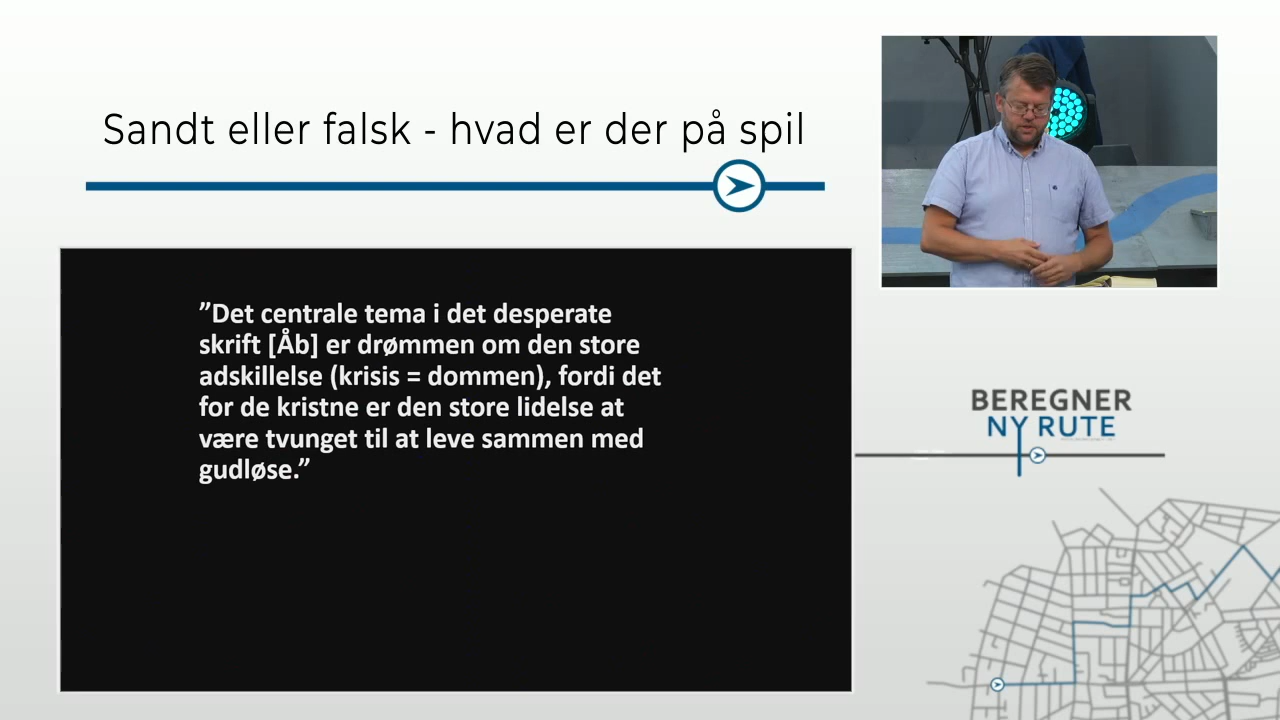 Sandt eller falsk - hvad er der på spil
”Det centrale tema i det desperate
skrift [Åb] er drømmen om den store
adskillelse (krisis = dommen), fordi det
for de kristne er den store lidelse at
være tvunget til at leve sammen med
gudløse.”
BEREGNER
NY RUTE